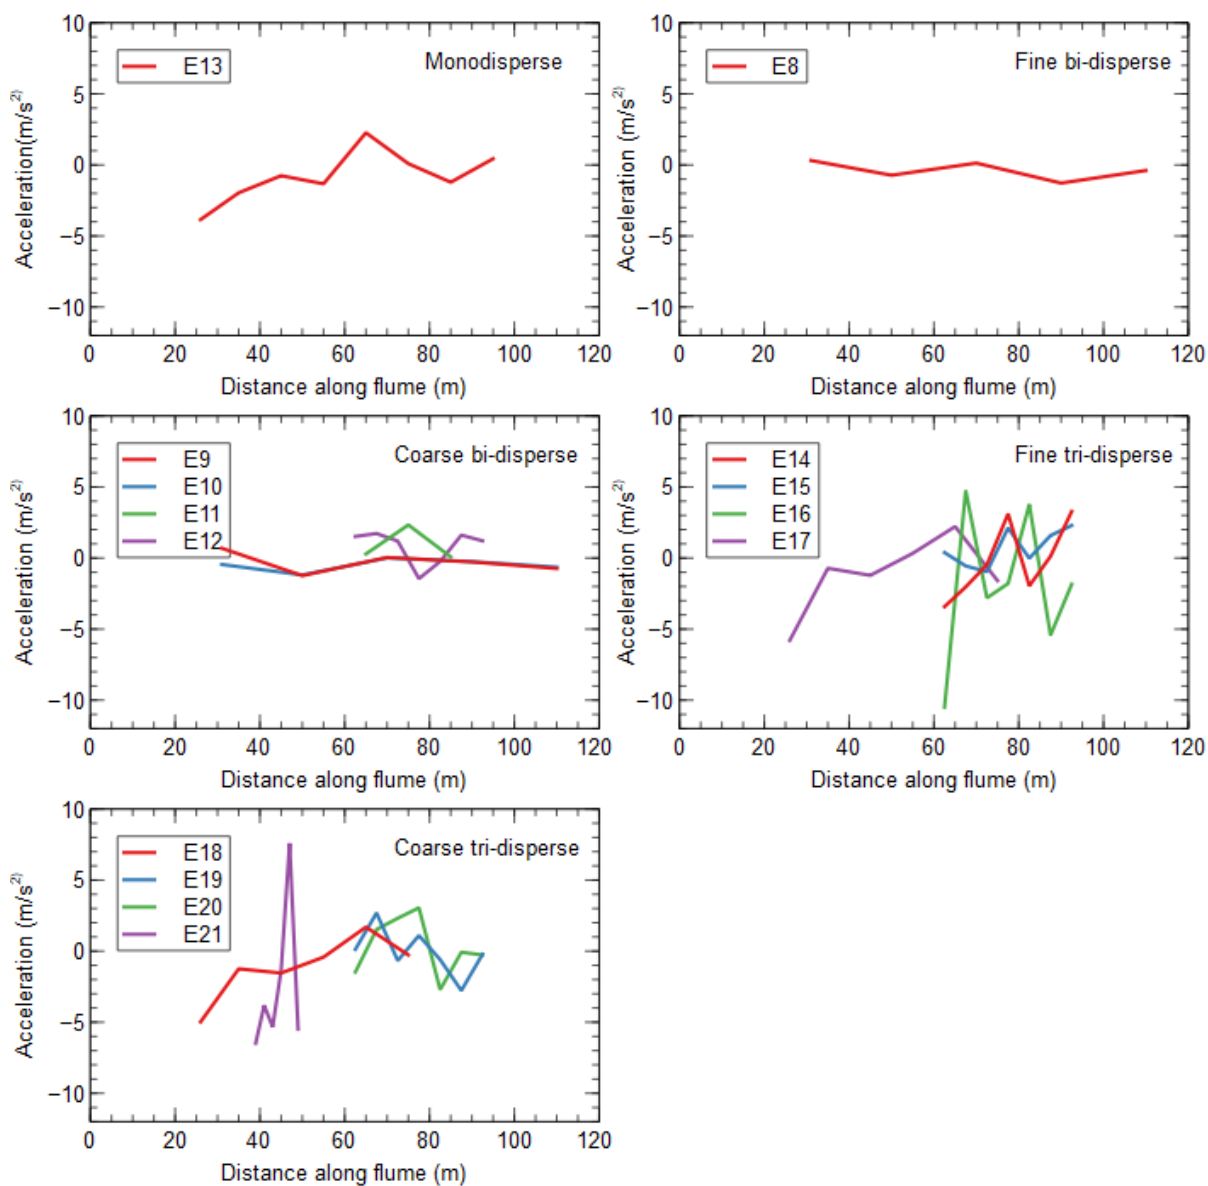 10
5
0
−5
−10
0 20 40 60 80 100 120
Acceleration(m/s²⁾
Distance along flume (m)
E13
Monodisperse
10
5
0
−5
−10
0 20 40 60 80 100 120
Acceleration (m/s²⁾
Distance along flume (m)
E8
Fine bi-disperse
10
5
0
−5
−10
0 20 40 60 80 100 120
Acceleration (m/s²⁾
Distance along flume (m)
E9
E10
E11
E12
Coarse bi-disperse
10
5
0
−5
−10
0 20 40 60 80 100 120
Acceleration (m/s²⁾
Distance along flume (m)
E14
E15
E16
E17
Fine tri-disperse
10
5
0
−5
−10
0 20 40 60 80 100 120
Acceleration (m/s²⁾
Distance along flume (m)
E18
E19
E20
E21
Coarse tri-disperse